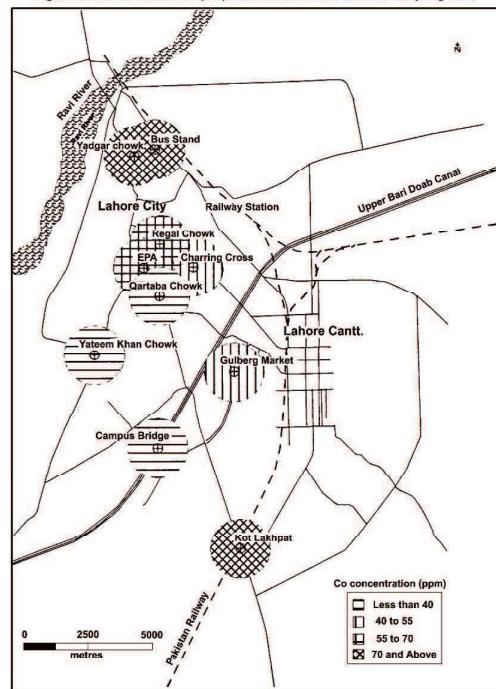 N
Ravi River
Ravi River
Yadgar chowk
Bus Stand
Lahore City
Railway Station
Upper Bari Doab Canal
Regal Chowk
EPA
Charring Cross
Qartaba Chowk
Lahore Cantt.
Yateem Khan Chowk
Gulberg Market
Campus Bridge
Kot Lakhpat
Pakistan Railway
Co concentration (ppm)
Less than 40
40 to 55
55 to 70
70 and Above
0 2500 5000
metres